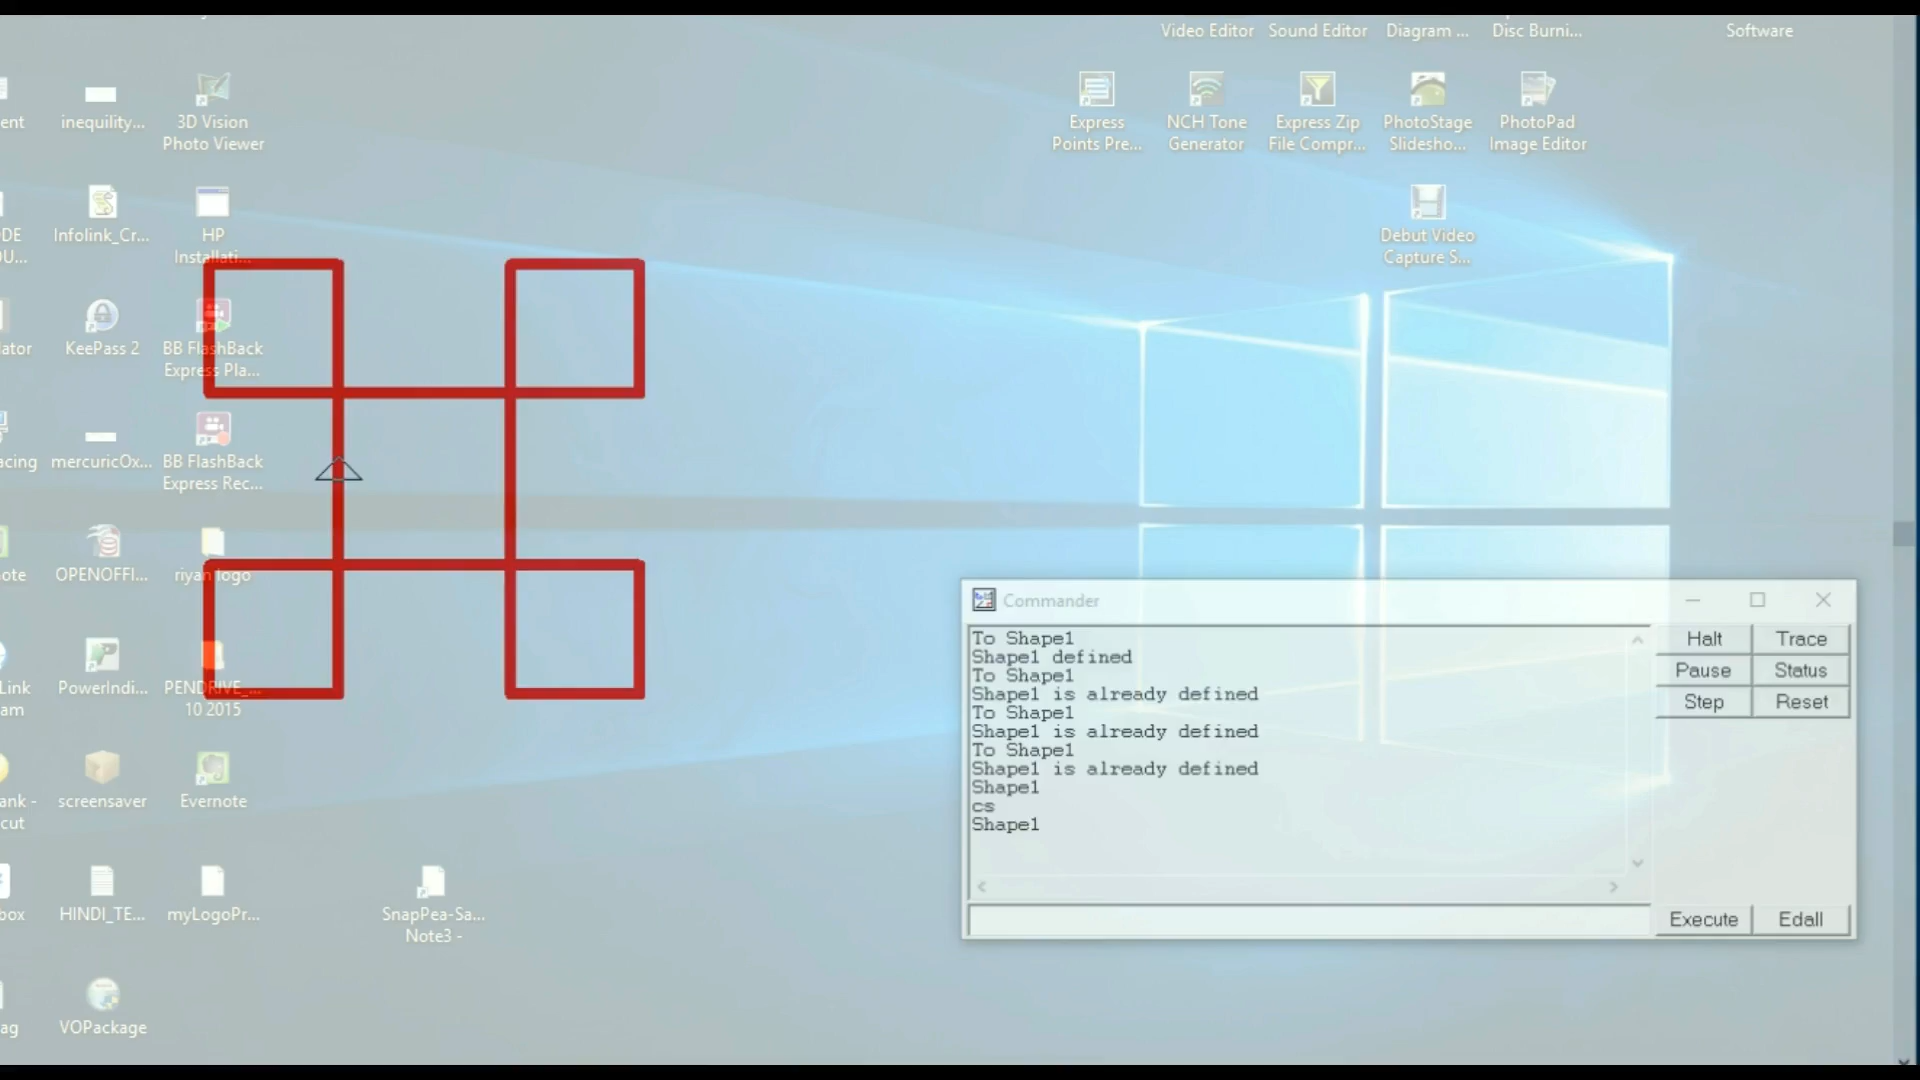 Video Editor
Sound Editor
Diagram ...
Disc Burni...
Software
ent
inequility...
3D Vision
Photo Viewer
Express
Points Pre...
NCH Tone
Generator
Express Zip
File Compr...
PhotoStage
Slidesho...
PhotoPad
Image Editor
DE
Infolink_Cr...
HP
Installati...
Debut Video
Capture S...
KeePass 2
BB FlashBack
Express Pla...
acing
mercuricOx...
BB FlashBack
Express Rec...
ote
OPENOFFI...
riyan logo
Link
am
PowerIndi...
PENDRIVE_...
10 2015
ank -
cut
screensaver
Evernote
box
HINDI_TE...
myLogoPr...
SnapPea-Sa...
Note3 -
ag
VOPackage
Commander
To Shape1
Shape1 defined
To Shape1
Shape1 is already defined
To Shape1
Shape1 is already defined
To Shape1
Shape1 is already defined
Shape1
cs
Shape1
Halt
Trace
Pause
Status
Step
Reset
Execute
Edall